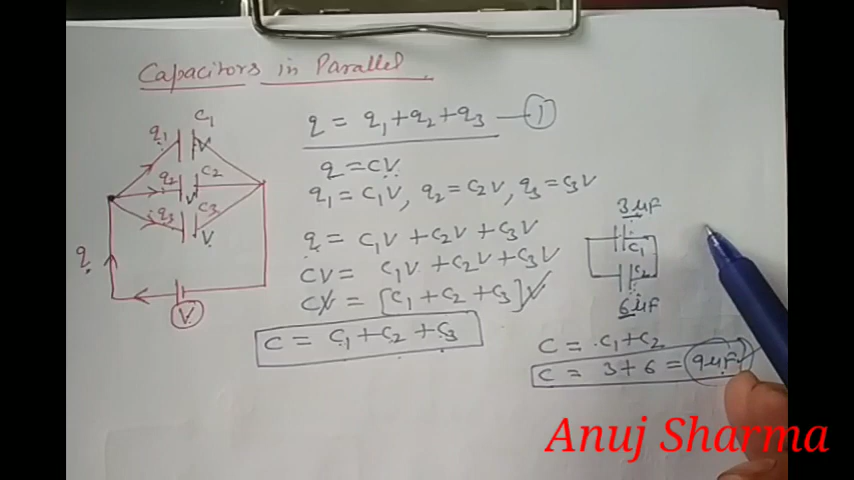 Capacitors in Parallel
q1 C1
V
q2 C2
V
q3 C3
V
q
V
q = q1+q2+q3 — 1
q = CV
q1 = C1V, q2 = C2V, q3 = C3V
q = C1V + C2V + C3V
CV = C1V + C2V + C3V
CV = [C1 + C2 + C3]V
C = C1 + C2 + C3
3μF
C1
C2
6μF
C = C1+C2
C = 3+6 = 9μF
Anuj Sharma